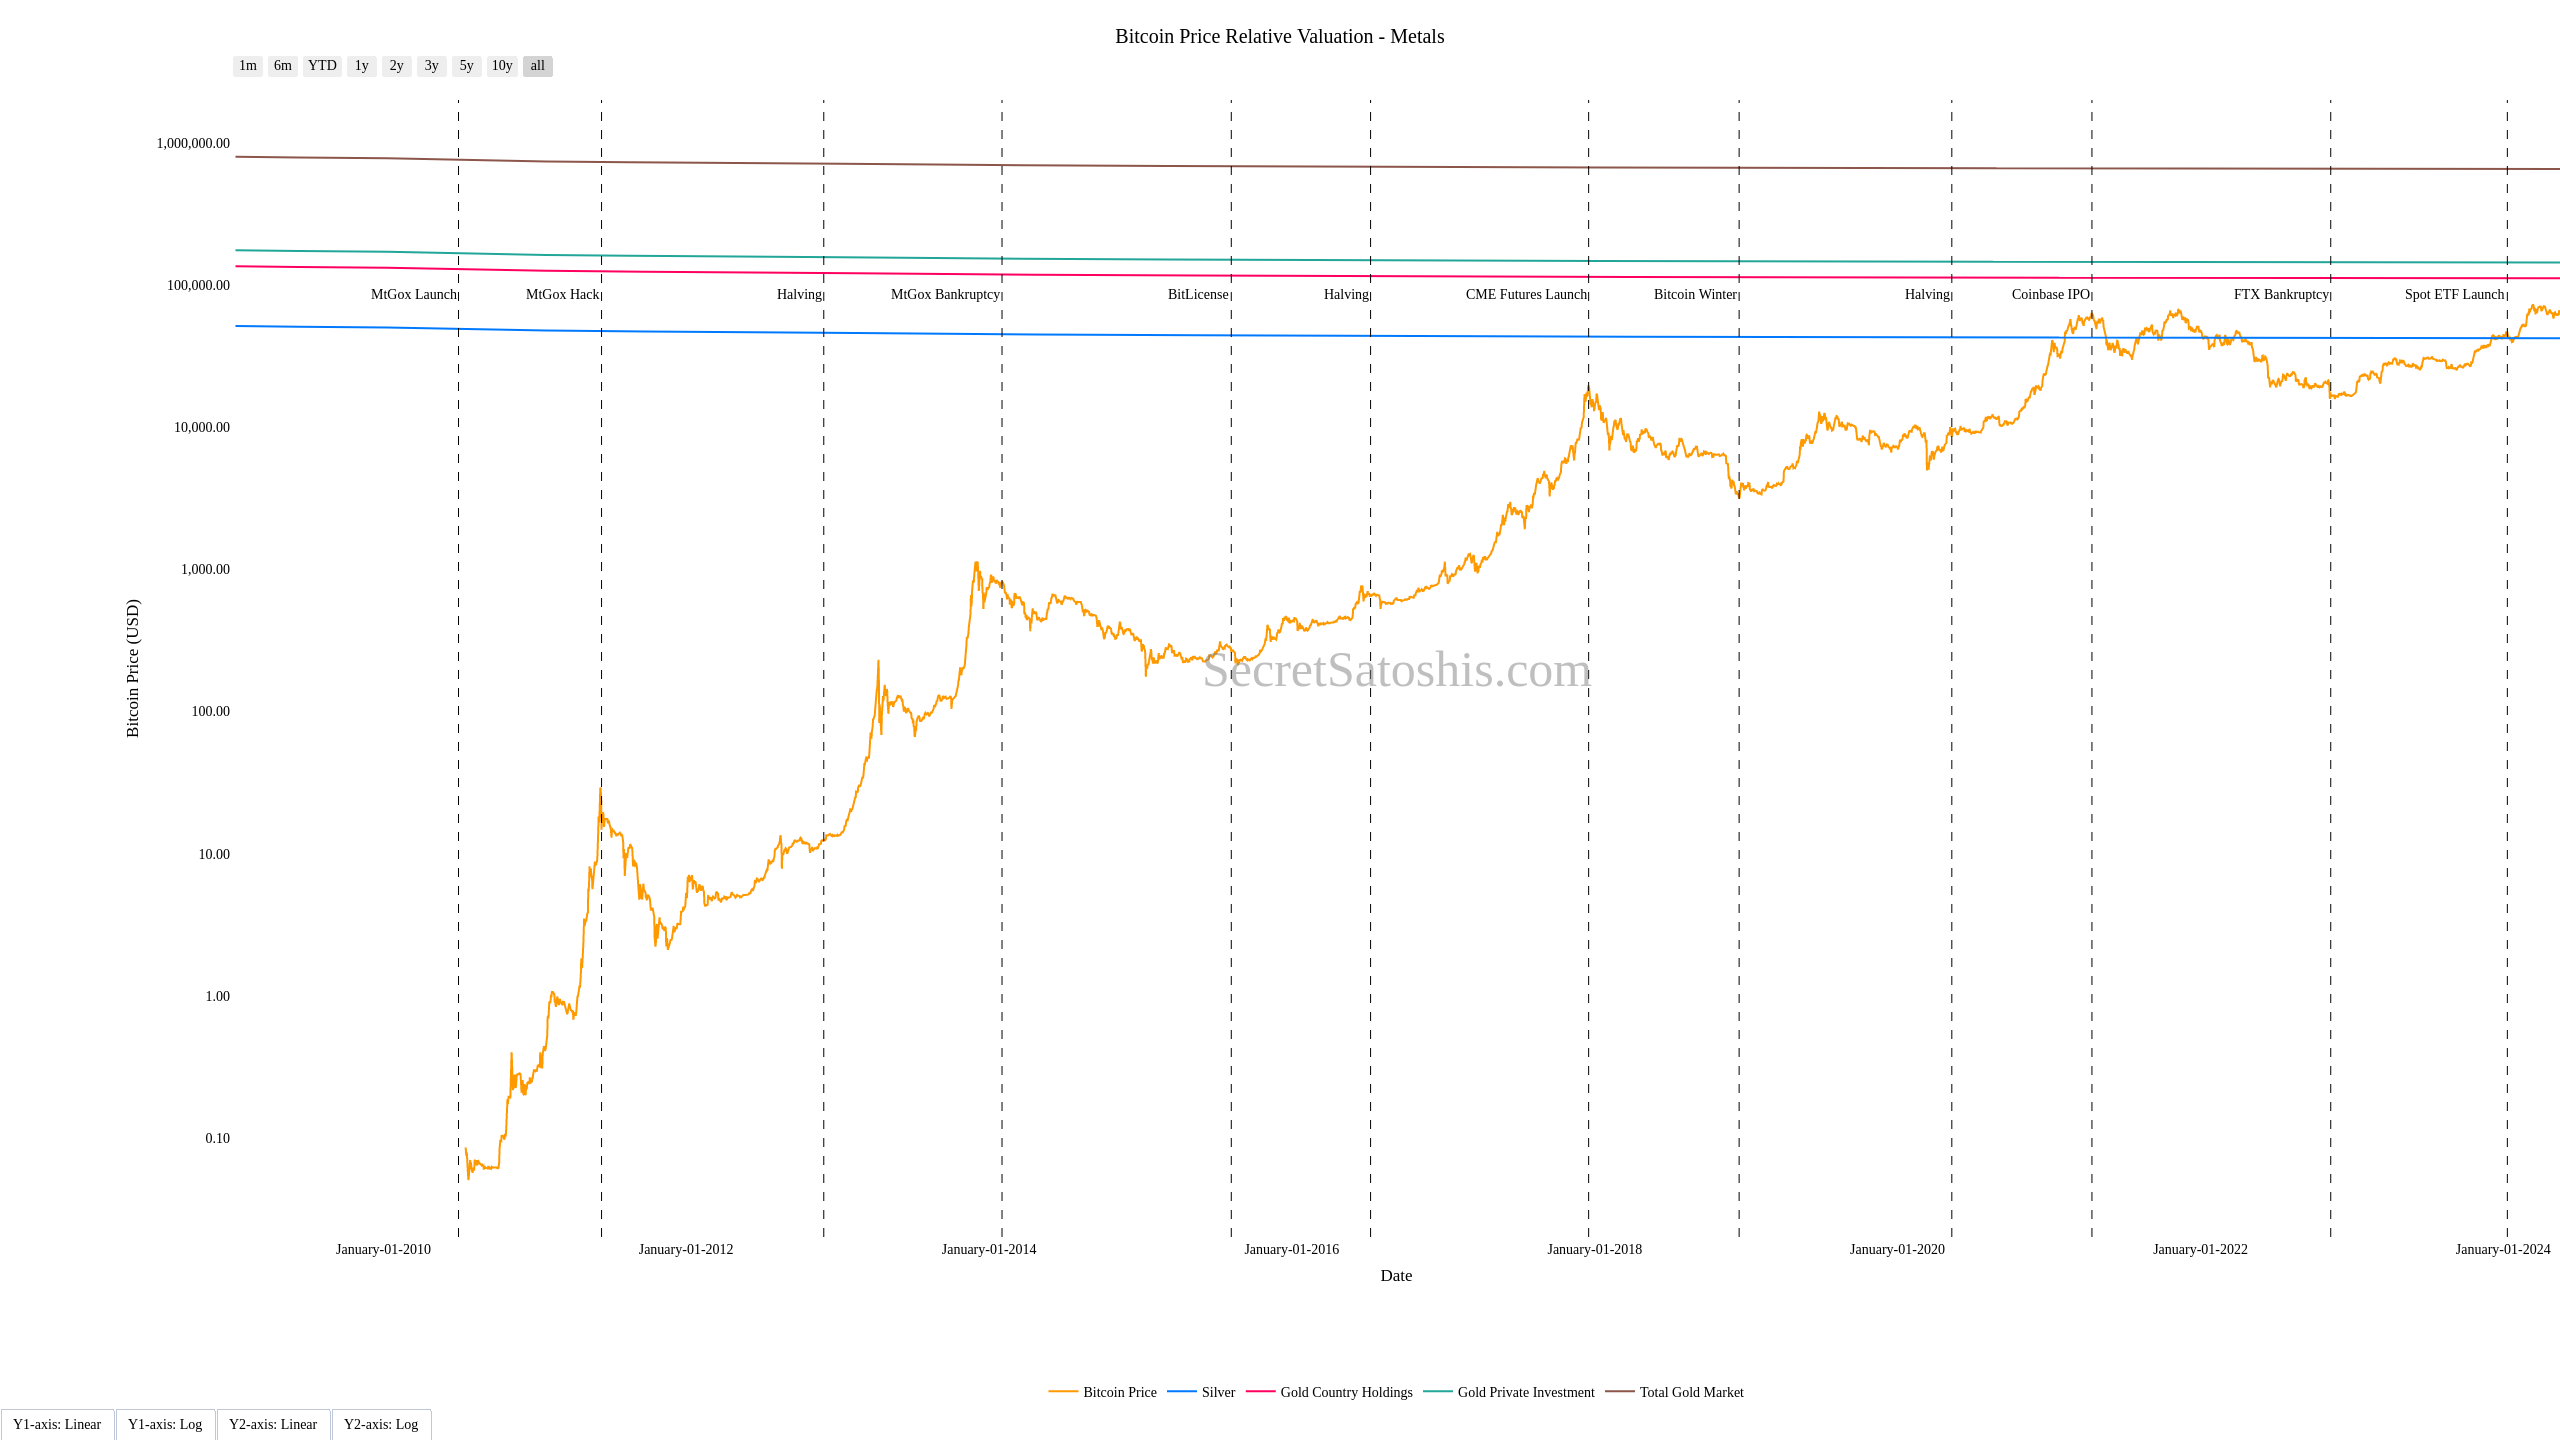 Bitcoin Price Relative Valuation - Metals
1m 6m YTD 1y 2y 3y 5y 10y all
1,000,000.00
100,000.00
MtGox Launch MtGox Hack Halving MtGox Bankruptcy BitLicense Halving CME Futures Launch Bitcoin Winter Halving Coinbase IPO FTX Bankruptcy Spot ETF Launch
10,000.00
1,000.00
Bitcoin Price (USD)
SecretSatoshis.com
100.00
10.00
1.00
0.10
January-01-2010 January-01-2012 January-01-2014 January-01-2016 January-01-2018 January-01-2020 January-01-2022 January-01-2024
Date
Bitcoin Price Silver Gold Country Holdings Gold Private Investment Total Gold Market
Y1-axis: Linear Y1-axis: Log Y2-axis: Linear Y2-axis: Log